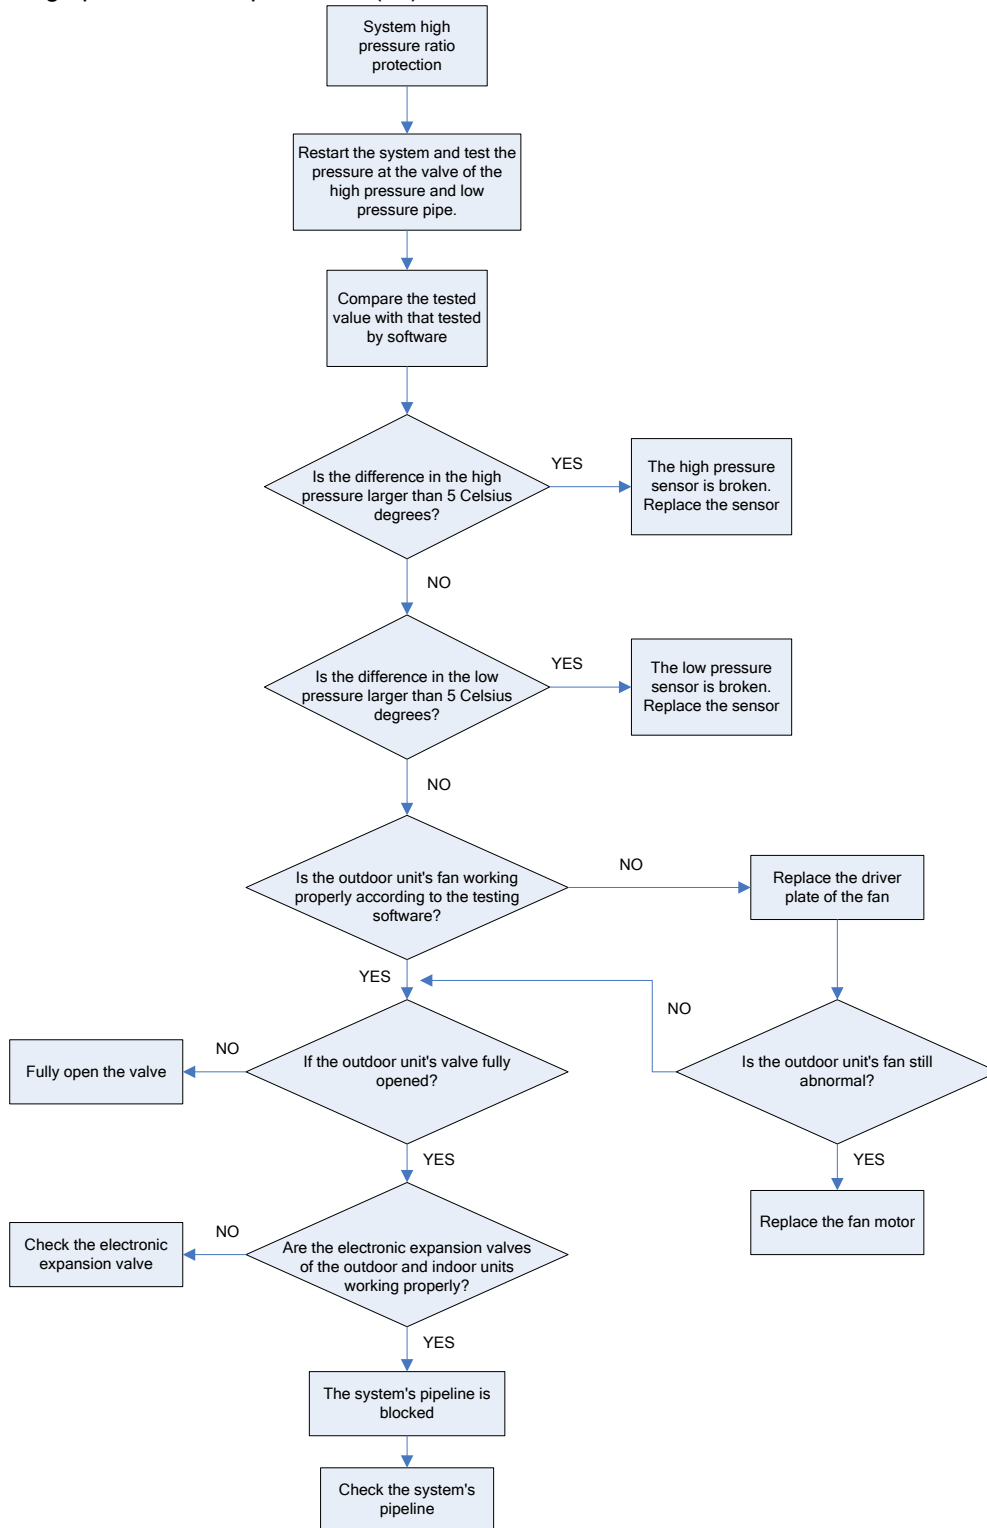 System high
pressure ratio
protection
Restart the system and test the
pressure at the valve of the
high pressure and low
pressure pipe.
Compare the tested
value with that tested
by software
Is the difference in the high
pressure larger than 5 Celsius
degrees?
YES
The high pressure
sensor is broken.
Replace the sensor
NO
Is the difference in the low
pressure larger than 5 Celsius
degrees?
YES
The low pressure
sensor is broken.
Replace the sensor
NO
Is the outdoor unit's fan working
properly according to the testing
software?
NO
Replace the driver
plate of the fan
YES
NO
If the outdoor unit's valve fully
opened?
NO
Fully open the valve
Is the outdoor unit's fan still
abnormal?
YES
YES
Replace the fan motor
Are the electronic expansion valves
of the outdoor and indoor units
working properly?
NO
Check the electronic
expansion valve
YES
The system's pipeline is
blocked
Check the system's
pipeline